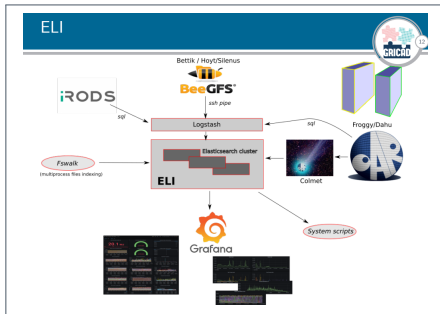 ELI
GRICAD
12
Bettik / Hoyt/Silenus
iRODS
BeeGFS®
ssh pipe
sql
Logstash
sql
Froggy/Dahu
Elasticsearch cluster
Fswalk
(multiprocess files indexing)
ELI
Colmet
OAR
Grafana
System scripts